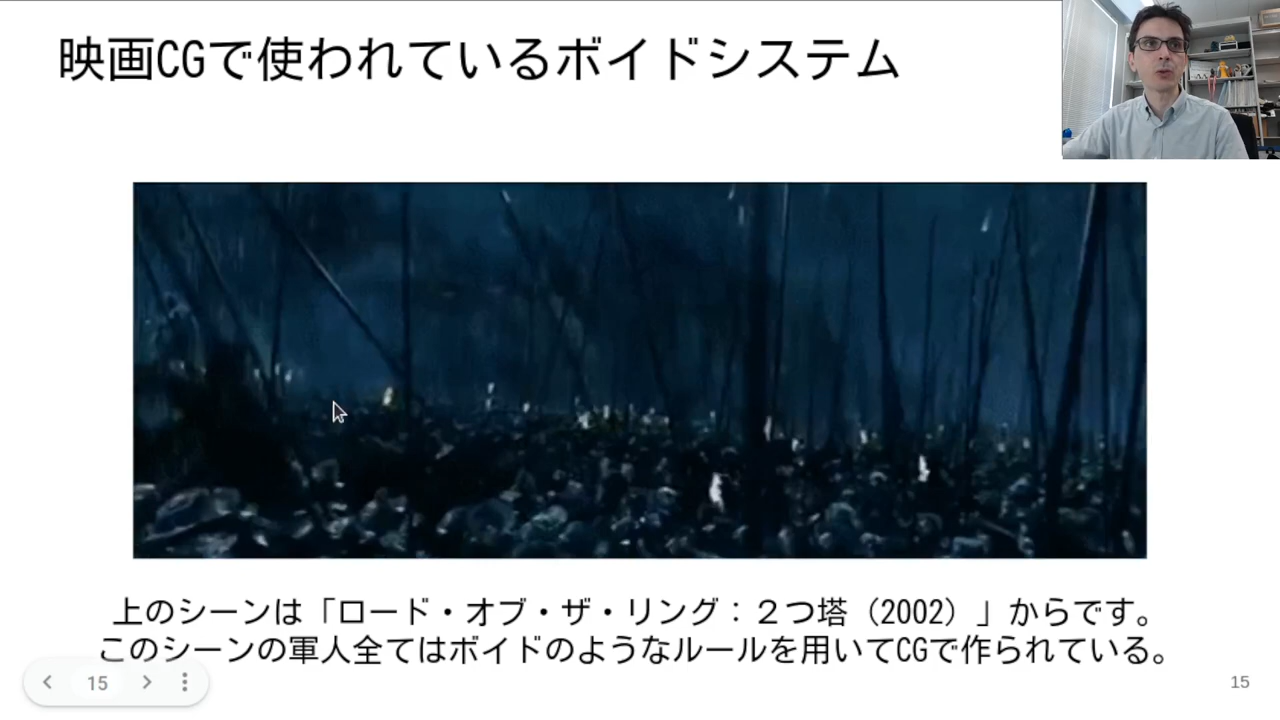 映画CGで使われているボイドシステム
上のシーンは「ロード・オブ・ザ・リング：２つ塔（2002）」からです。
このシーンの軍人全てはボイドのようなルールを用いてCGで作られている。
15
15